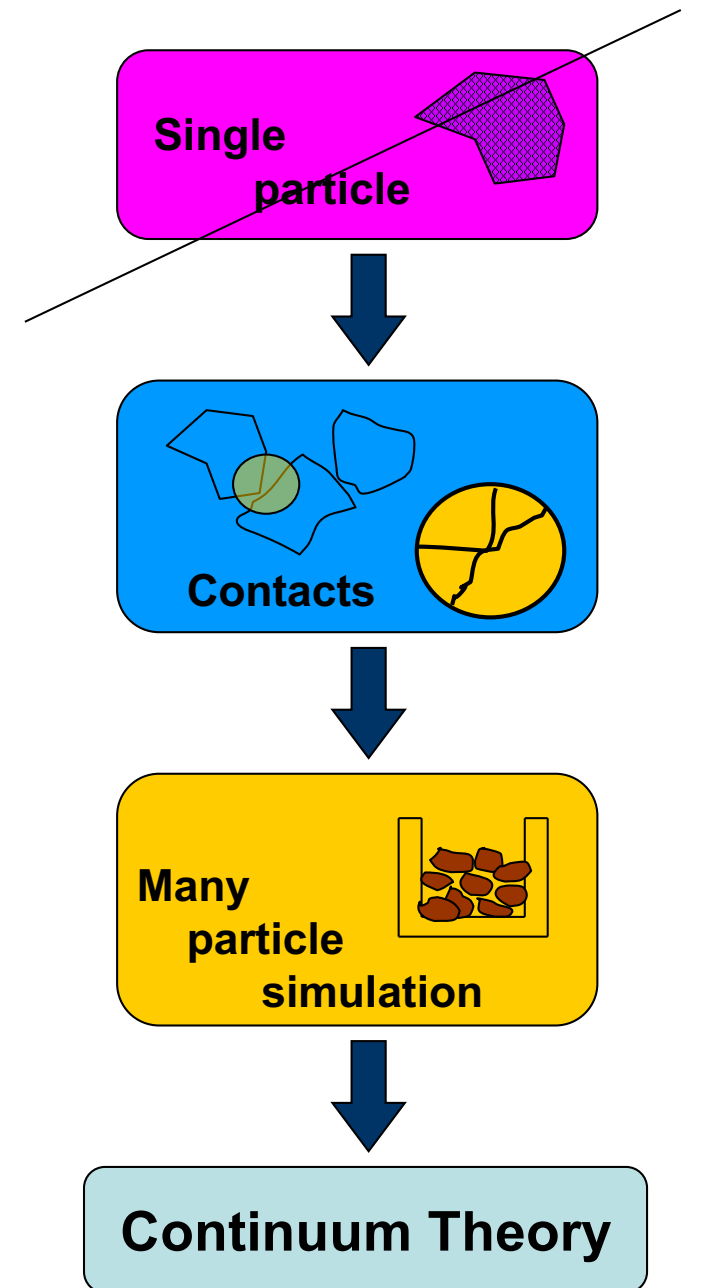 Single
particle
Contacts
Many
particle
simulation
Continuum Theory